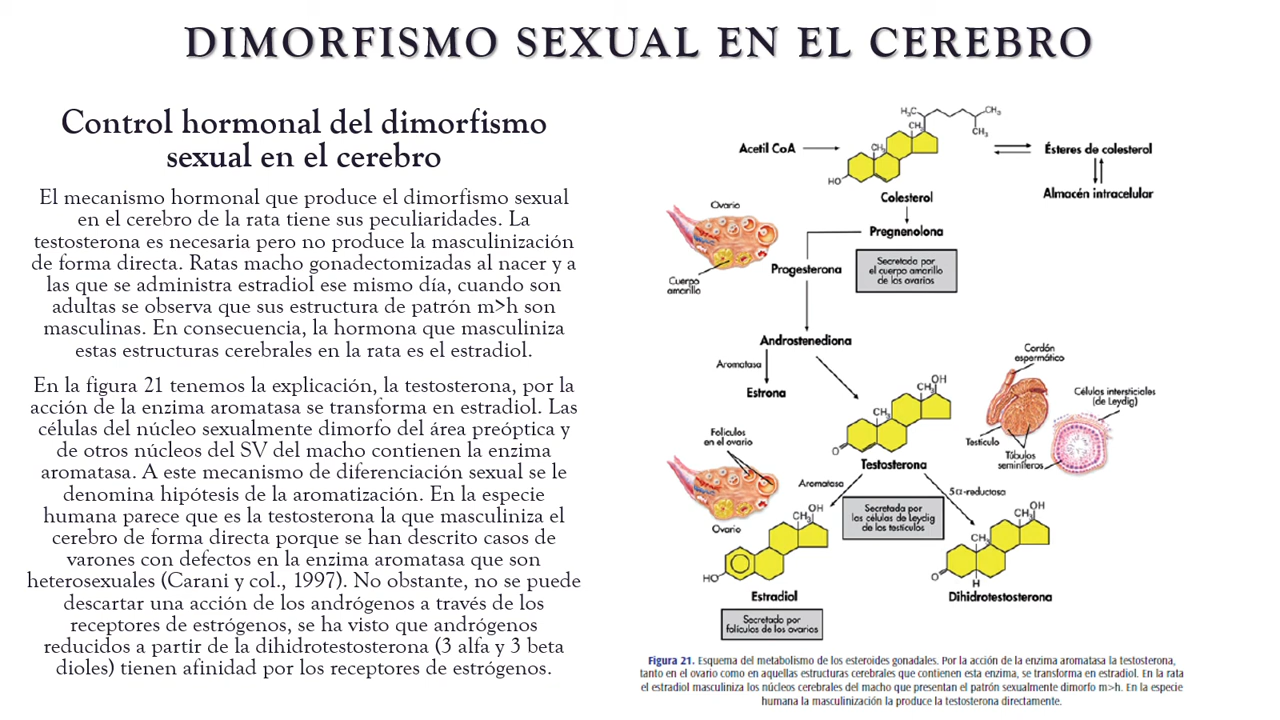 DIMORFISMO SEXUAL EN EL CEREBRO
Control hormonal del dimorfismo
sexual en el cerebro
El mecanismo hormonal que produce el dimorfismo sexual
en el cerebro de la rata tiene sus peculiaridades. La
testosterona es necesaria pero no produce la masculinización
de forma directa. Ratas macho gonadectomizadas al nacer y a
las que se administra estradiol ese mismo día, cuando son
adultas se observa que sus estructura de patrón m>h son
masculinas. En consecuencia, la hormona que masculiniza
estas estructuras cerebrales en la rata es el estradiol.
En la figura 21 tenemos la explicación, la testosterona, por la
acción de la enzima aromatasa se transforma en estradiol. Las
células del núcleo sexualmente dimorfo del área preóptica y
de otros núcleos del SV del macho contienen la enzima
aromatasa. A este mecanismo de diferenciación sexual se le
denomina hipótesis de la aromatización. En la especie
humana parece que es la testosterona la que masculiniza el
cerebro de forma directa porque se han descrito casos de
varones con defectos en la enzima aromatasa que son
heterosexuales (Carani y col., 1997). No obstante, no se puede
descartar una acción de los andrógenos a través de los
receptores de estrógenos, se ha visto que andrógenos
reducidos a partir de la dihidrotestosterona (3 alfa y 3 beta
dioles) tienen afinidad por los receptores de estrógenos.
H₃C
CH₃
CH₃
CH₃
CH₃
HO
Acetil CoA
Ésteres de colesterol
Almacén intracelular
Colesterol
Ovario
Cuerpo
amarillo
Pregnenolona
Secretada por
el cuerpo amarillo
de los ovarios
Progesterona
Androstenediona
Aromatasa
Estrona
Cordón
espermático
Células intersticiales
(de Leydig)
Testículo
Túbulos
seminíferos
OH
CH₃
CH₃
O
Testosterona
Folículos
en el ovario
Ovario
Aromatasa
5α-reductasa
Secretada por
las células de Leydig
de los testículos
OH
CH₃
HO
Estradiol
Secretado por
folículos de los ovarios
OH
CH₃
CH₃
O
H
Dihidrotestosterona
Figura 21. Esquema del metabolismo de los esteroides gonadales. Por la acción de la enzima aromatasa la testosterona,
tanto en el ovario como en aquellas estructuras cerebrales que contienen esta enzima, se transforma en estradiol. En la rata
el estradiol masculiniza los núcleos cerebrales del macho que presentan el patrón sexualmente dimorfo m>h. En la especie
humana la masculinización la produce la testosterona directamente.